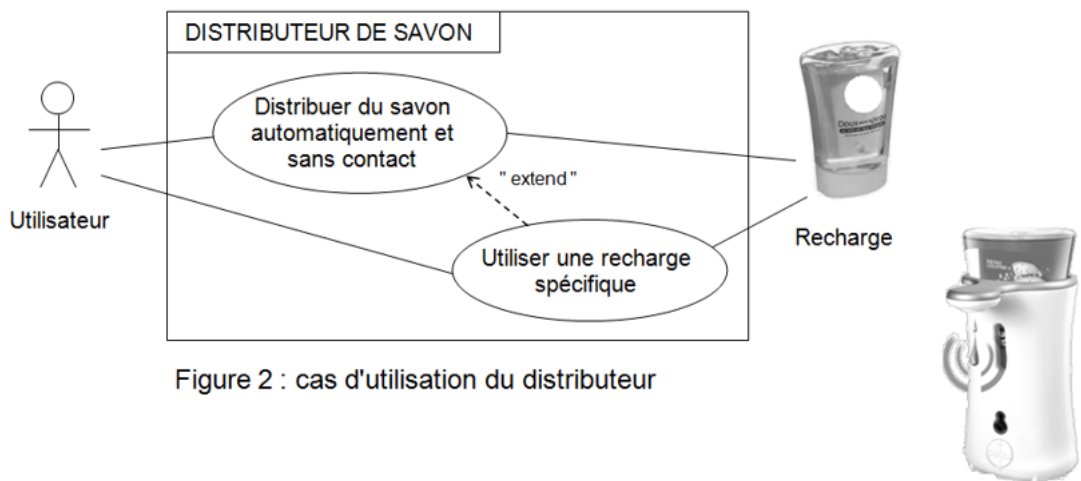 DISTRIBUTEUR DE SAVON
Distribuer du savon
automatiquement et
sans contact
" extend "
Utilisateur
Utiliser une recharge
spécifique
Recharge
Figure 2 : cas d'utilisation du distributeur